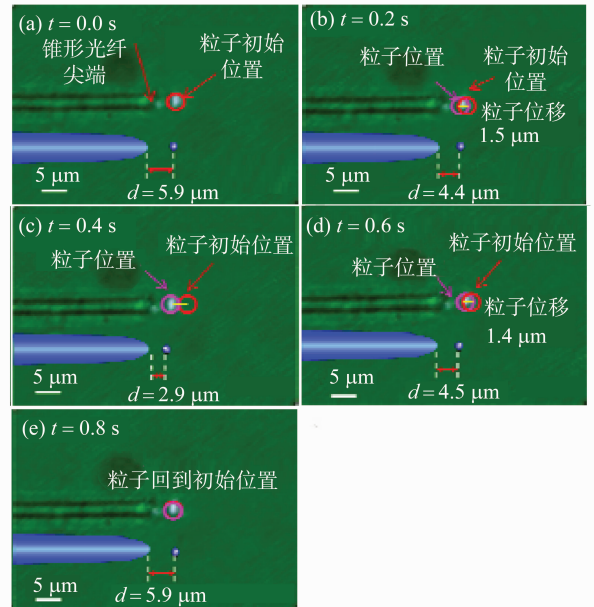 (a) t = 0.0 s
锥形光纤
尖端
粒子初始
位置
5 μm
d = 5.9 μm
(b) t = 0.2 s
粒子位置
粒子初始
位置
粒子位移
1.5 μm
5 μm
d = 4.4 μm
(c) t = 0.4 s
粒子位置
粒子初始位置
5 μm
d = 2.9 μm
(d) t = 0.6 s
粒子初始位置
粒子位置
粒子位移
1.4 μm
5 μm
d = 4.5 μm
(e) t = 0.8 s
粒子回到初始位置
5 μm
d = 5.9 μm